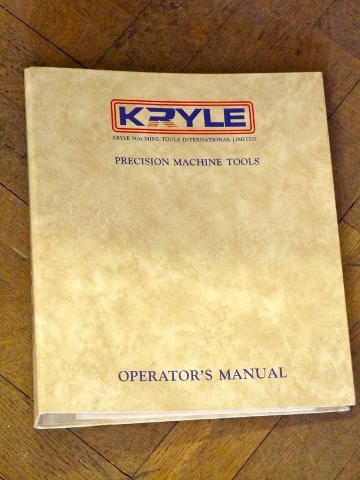 KRYLE
KRYLE MACHINE TOOLS INTERNATIONAL LIMITED
PRECISION MACHINE TOOLS
OPERATOR'S MANUAL